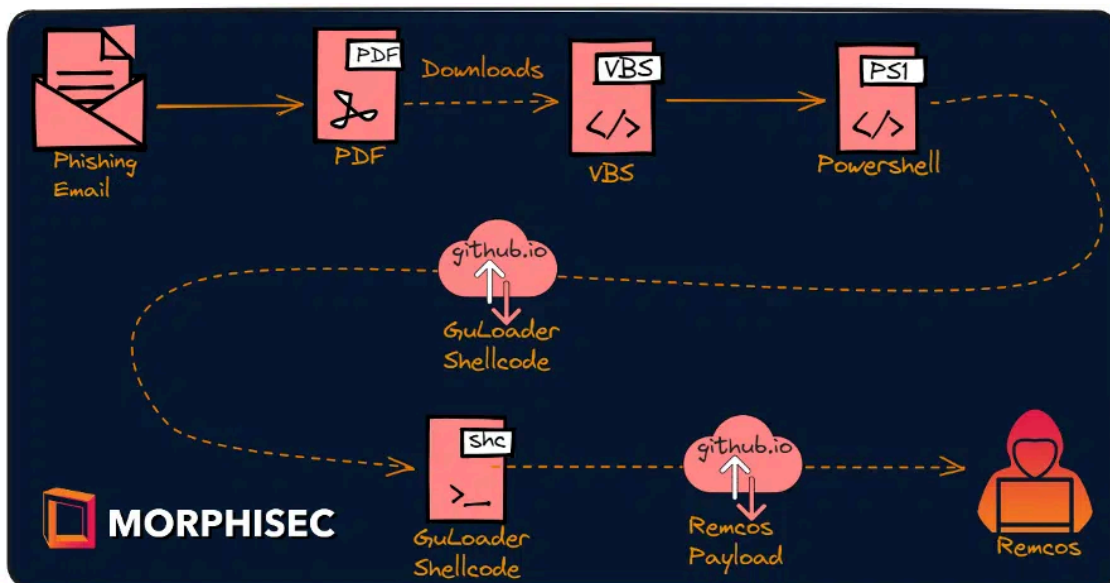 PDF
Downloads
VBS
PS1
Phishing
Email
PDF
VBS
Powershell
github.io
GuLoader
Shellcode
shc
github.io
MORPHISEC
GuLoader
Shellcode
Remcos
Payload
Remcos